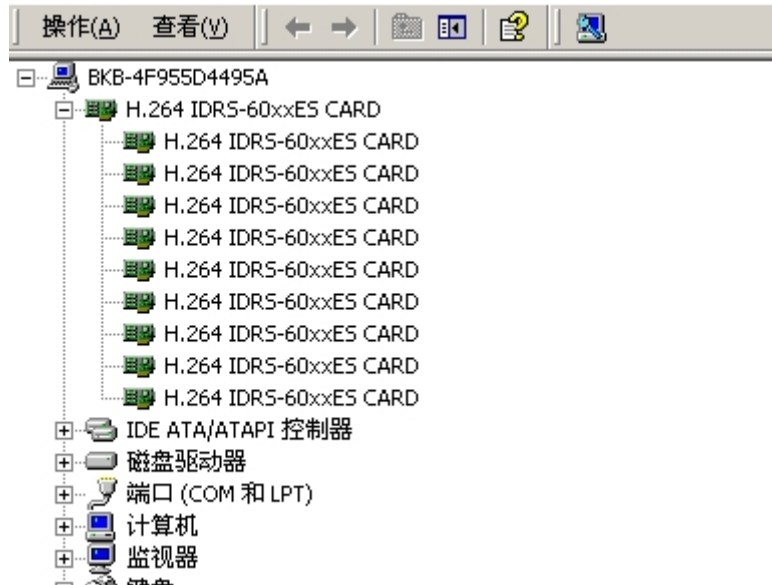 操作(A) 查看(V)
BKB-4F955D4495A
H.264 IDRS-60xxES CARD
H.264 IDRS-60xxES CARD
H.264 IDRS-60xxES CARD
H.264 IDRS-60xxES CARD
H.264 IDRS-60xxES CARD
H.264 IDRS-60xxES CARD
H.264 IDRS-60xxES CARD
H.264 IDRS-60xxES CARD
H.264 IDRS-60xxES CARD
H.264 IDRS-60xxES CARD
IDE ATA/ATAPI 控制器
磁盘驱动器
端口 (COM 和 LPT)
计算机
监视器
键盘